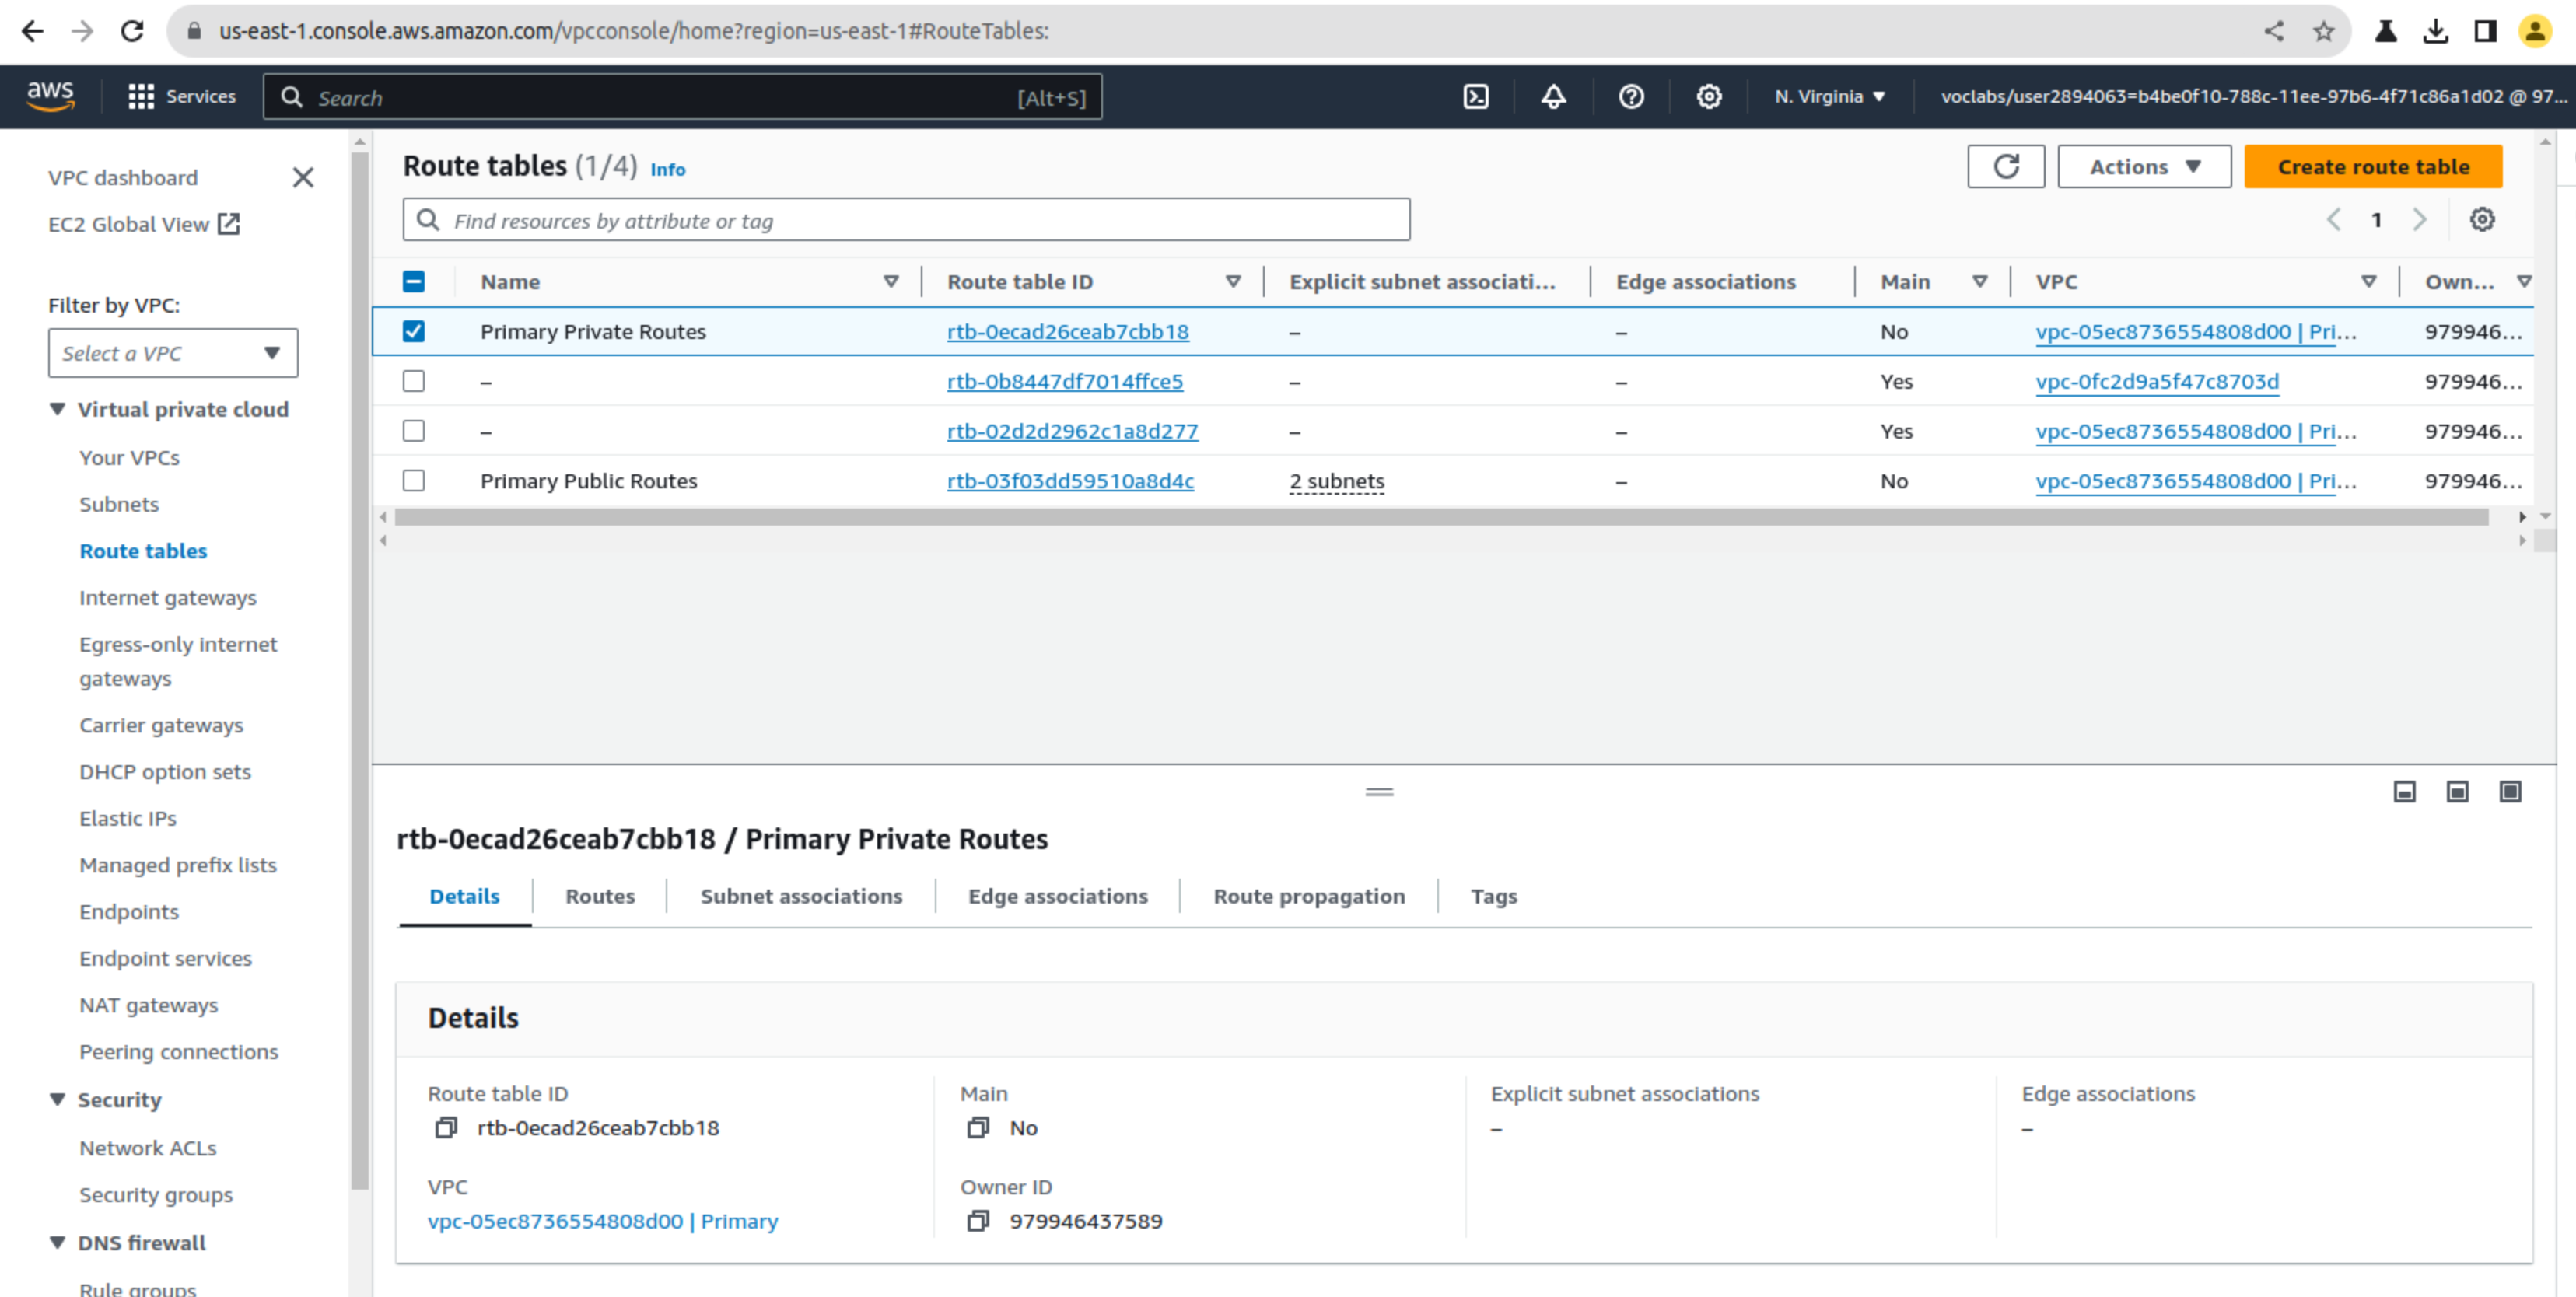 us-east-1.console.aws.amazon.com/vpcconsole/home?region=us-east-1#RouteTables:
aws
Services
Search
[Alt+S]
N. Virginia
voclabs/user2894063=b4be0f10-788c-11ee-97b6-4f71c86a1d02 @ 97...
VPC dashboard
EC2 Global View
Filter by VPC:
Select a VPC
Virtual private cloud
Your VPCs
Subnets
Route tables
Internet gateways
Egress-only internet
gateways
Carrier gateways
DHCP option sets
Elastic IPs
Managed prefix lists
Endpoints
Endpoint services
NAT gateways
Peering connections
Security
Network ACLs
Security groups
DNS firewall
Rule groups
Route tables (1/4) Info
Actions
Create route table
Find resources by attribute or tag
1
Name Route table ID Explicit subnet associati... Edge associations Main VPC Own...
Primary Private Routes rtb-0ecad26ceab7cbb18 – – No vpc-05ec8736554808d00 | Pri... 979946...
– rtb-0b8447df7014ffce5 – – Yes vpc-0fc2d9a5f47c8703d 979946...
– rtb-02d2d2962c1a8d277 – – Yes vpc-05ec8736554808d00 | Pri... 979946...
Primary Public Routes rtb-03f03dd59510a8d4c 2 subnets – No vpc-05ec8736554808d00 | Pri... 979946...
rtb-0ecad26ceab7cbb18 / Primary Private Routes
Details Routes Subnet associations Edge associations Route propagation Tags
Details
Route table ID
rtb-0ecad26ceab7cbb18
Main
No
Explicit subnet associations
–
Edge associations
–
VPC
vpc-05ec8736554808d00 | Primary
Owner ID
979946437589